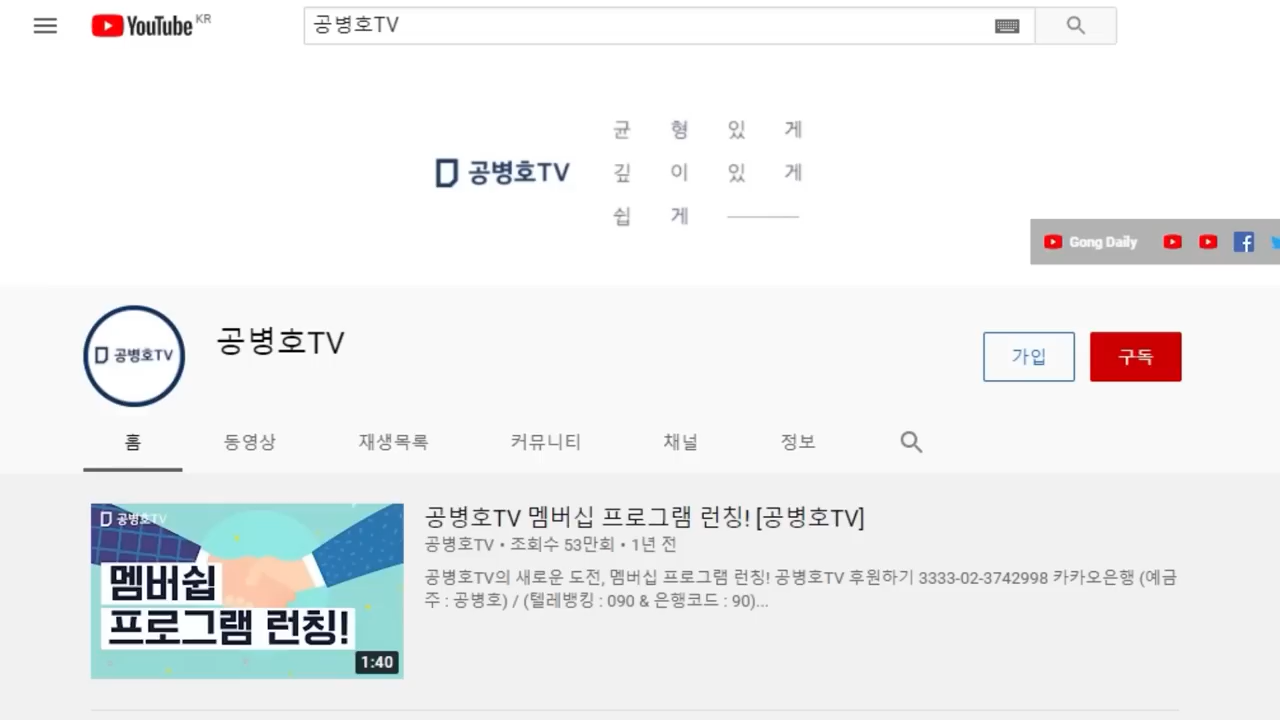 YouTube KR
공병호TV
균 형 있 게
공병호TV
깊 이 있 게
쉽 게
Gong Daily
공병호TV
공병호TV
가입
구독
홈
동영상
재생목록
커뮤니티
채널
정보
공병호TV
멤버쉽
프로그램 런칭!
1:40
공병호TV 멤버십 프로그램 런칭! [공병호TV]
공병호TV • 조회수 53만회 • 1년 전
공병호TV의 새로운 도전, 멤버십 프로그램 런칭! 공병호TV 후원하기 3333-02-3742998 카카오은행 (예금
주 : 공병호) / (텔레뱅킹 : 090 & 은행코드 : 90)...